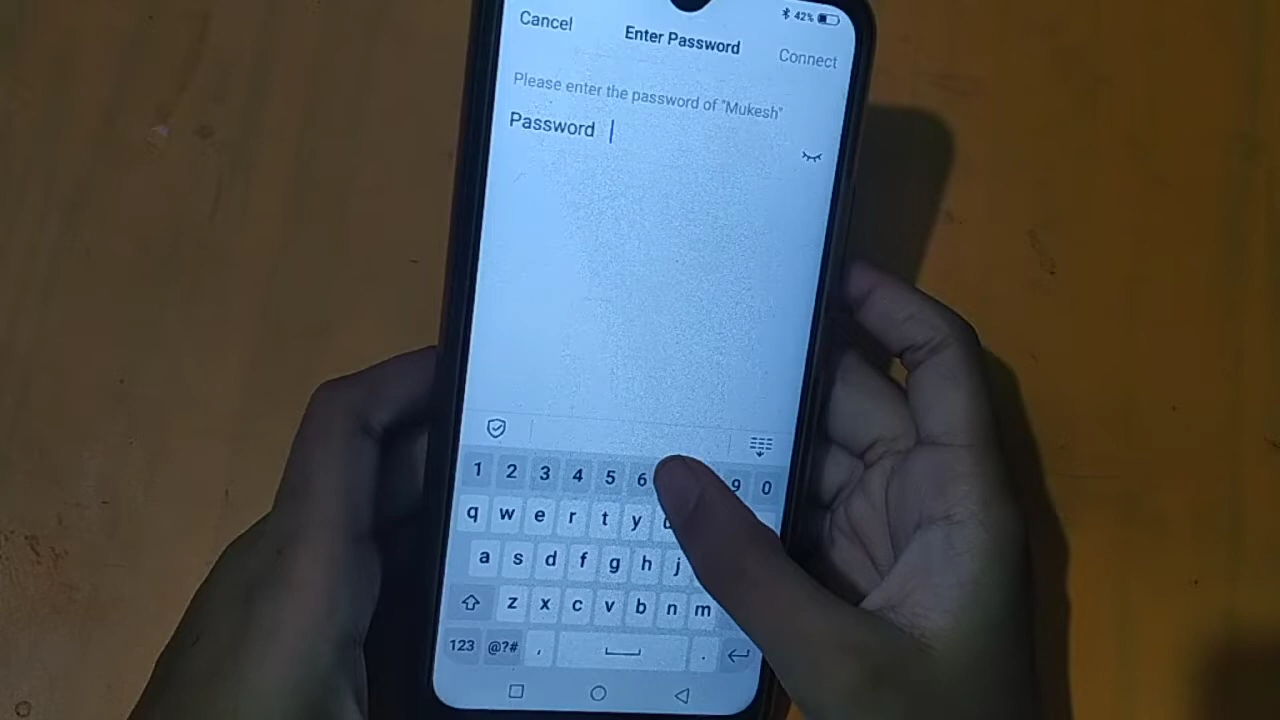 42%
Cancel Enter Password Connect
Please enter the password of "Mukesh"
Password
1 2 3 4 5 6 9 0
q w e r t y
a s d f g h j
z x c v b n m
123 @?# , .